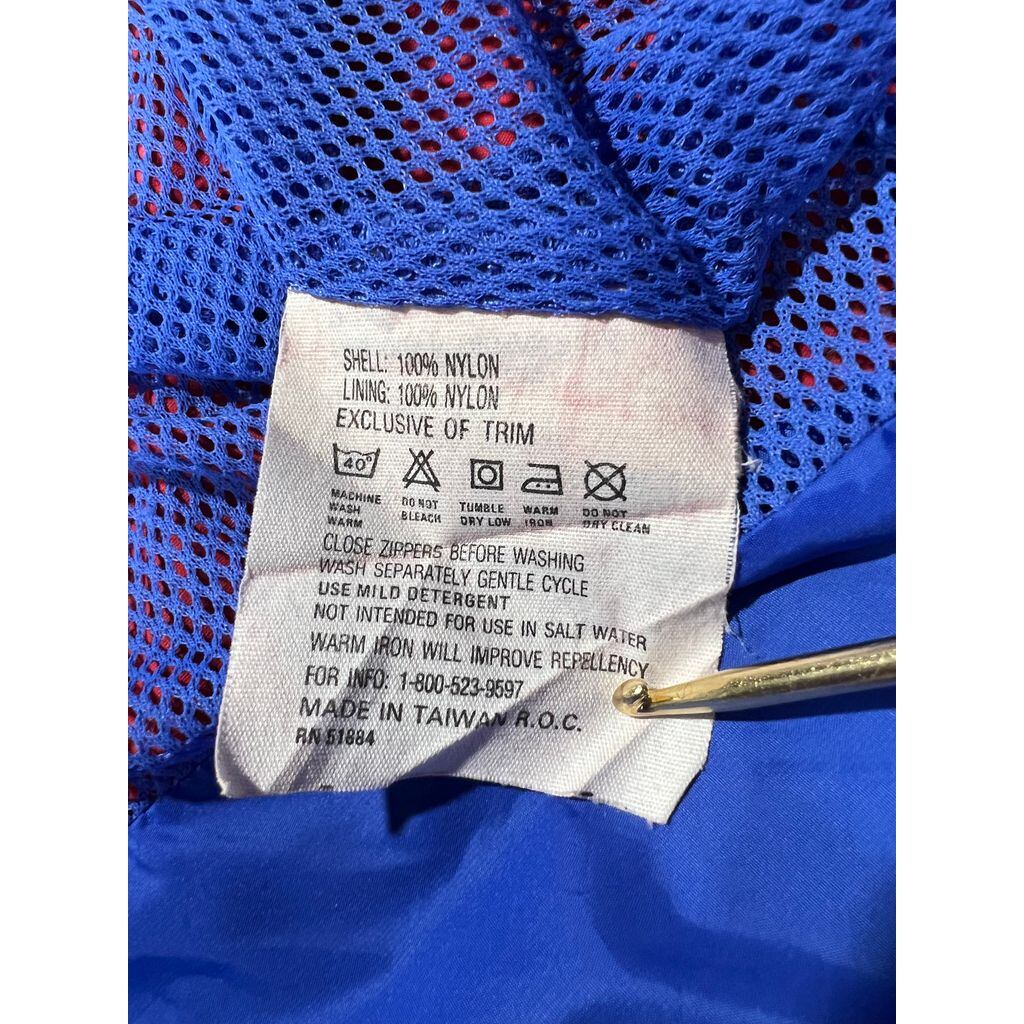 SHELL: 100% NYLON
LINING: 100% NYLON
EXCLUSIVE OF TRIM
40°
MACHINE WASH WARM
DO NOT BLEACH
TUMBLE DRY LOW
WARM IRON
DO NOT DRY CLEAN
CLOSE ZIPPERS BEFORE WASHING
WASH SEPARATELY GENTLE CYCLE
USE MILD DETERGENT
NOT INTENDED FOR USE IN SALT WATER
WARM IRON WILL IMPROVE REPELLENCY
FOR INFO: 1-800-523-9597
MADE IN TAIWAN R.O.C.
RN 51884